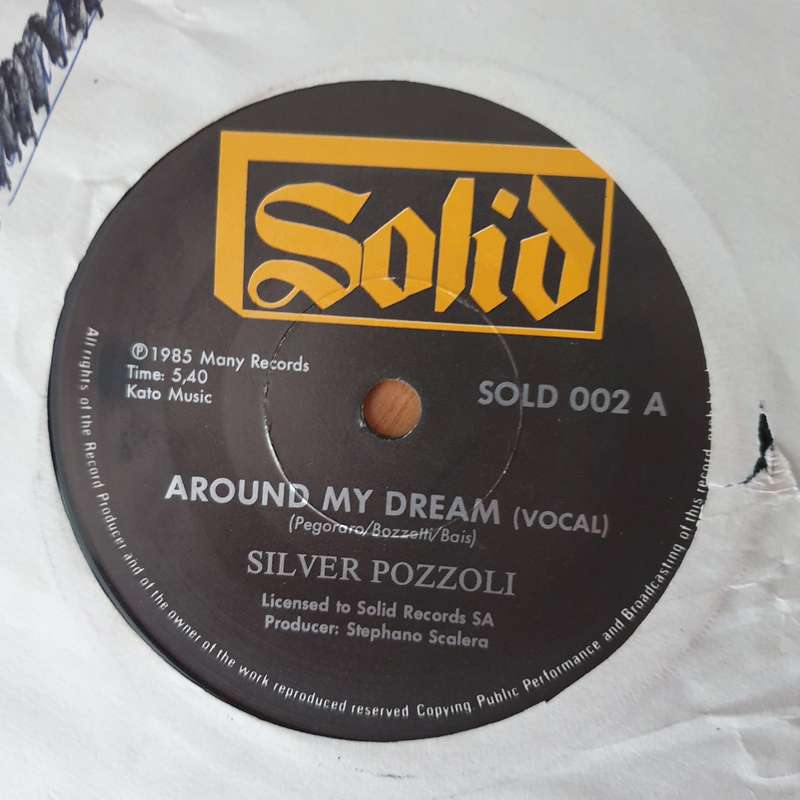 Solid
℗1985 Many Records
Time: 5,40
Kato Music
SOLD 002 A
AROUND MY DREAM (VOCAL)
(Pegoraro/Bozzetti/Bais)
SILVER POZZOLI
Licensed to Solid Records SA
Producer: Stephano Scalera
All rights of the Record Producer and of the owner of the work reproduced reserved Copying, Public Performance and Broadcasting of this record